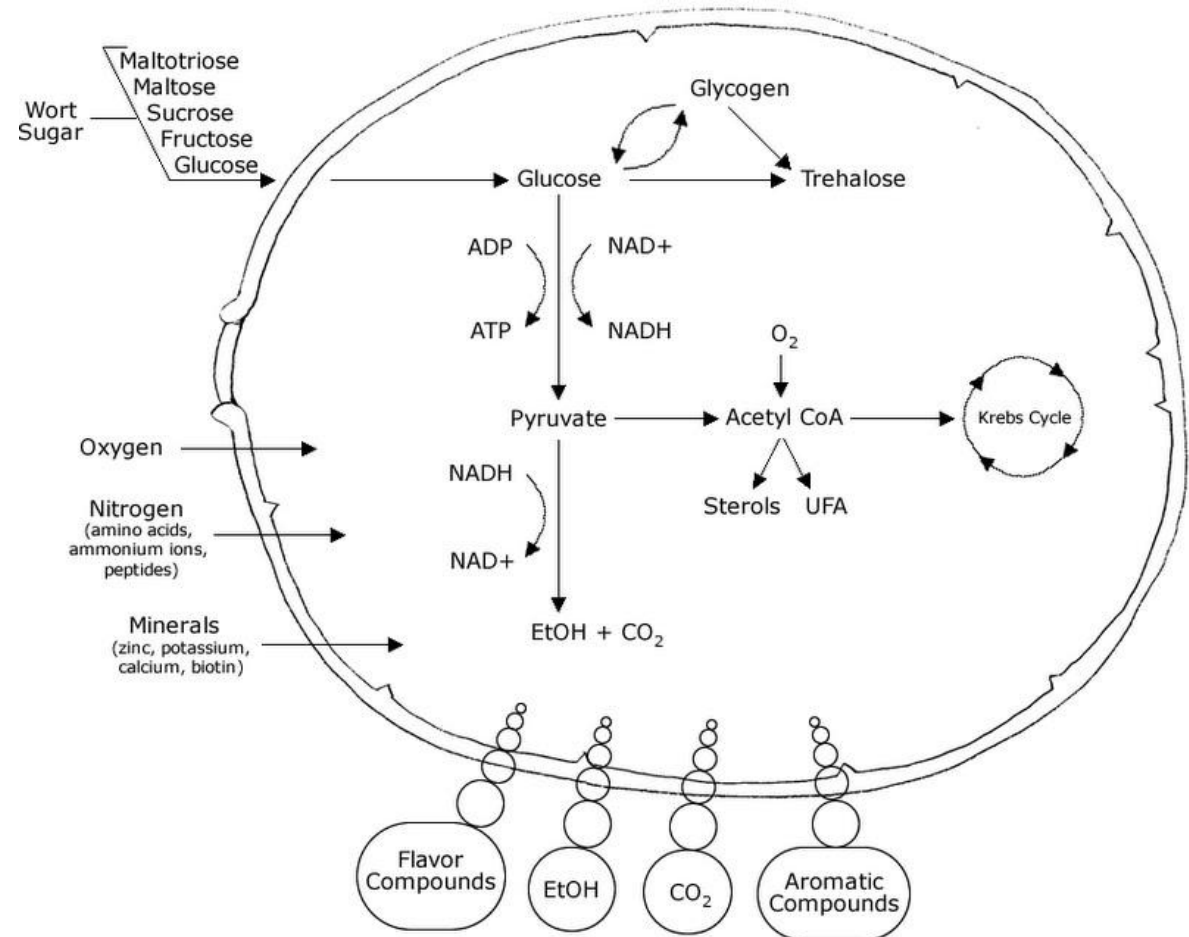 Maltotriose
Maltose
Sucrose
Fructose
Glucose
Wort
Sugar
Glycogen
Glucose
Trehalose
ADP
NAD+
ATP
NADH
O₂
Pyruvate
Acetyl CoA
Krebs Cycle
Oxygen
NADH
Sterols
UFA
Nitrogen
(amino acids,
ammonium ions,
peptides)
NAD+
Minerals
(zinc, potassium,
calcium, biotin)
EtOH + CO₂
Flavor
Compounds
EtOH
CO₂
Aromatic
Compounds